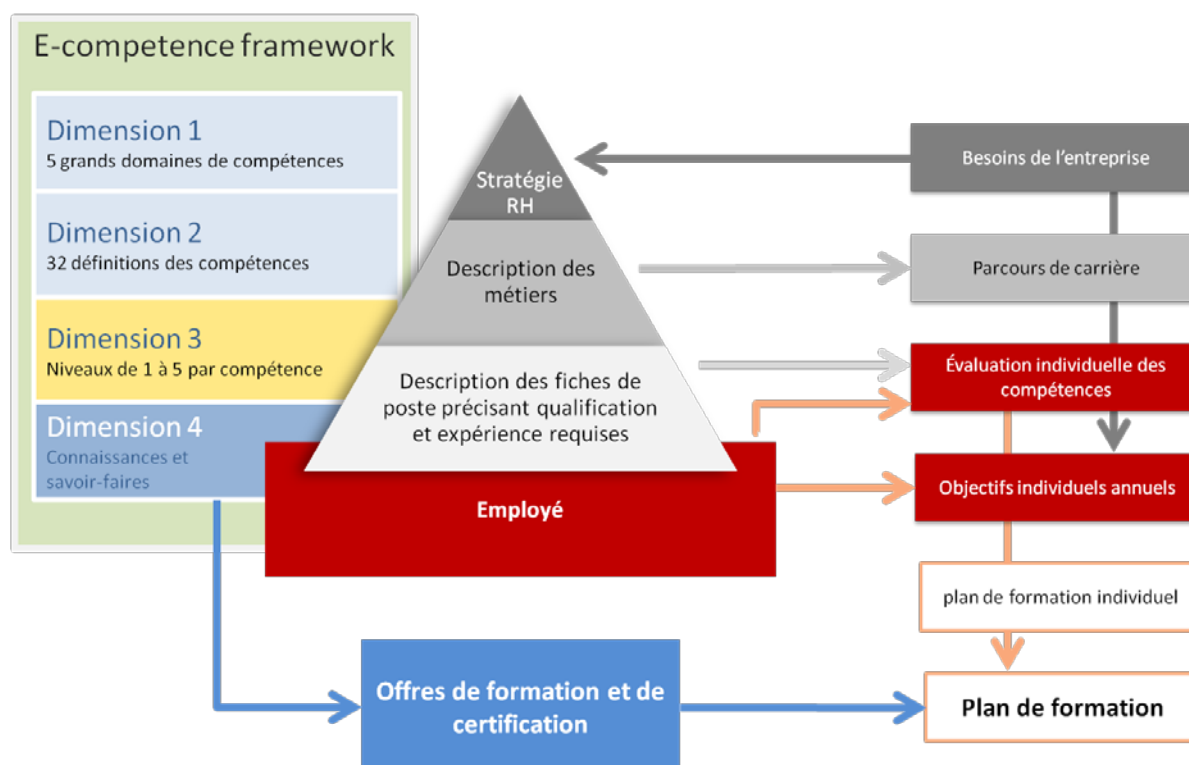 E-competence framework
Dimension 1
5 grands domaines de compétences
Dimension 2
32 définitions des compétences
Dimension 3
Niveaux de 1 à 5 par compétence
Dimension 4
Connaissances et
savoir-faires
Stratégie
RH
Description des
métiers
Description des fiches de
poste précisant qualification
et expérience requises
Employé
Offres de formation et de
certification
Besoins de l’entreprise
Parcours de carrière
Évaluation individuelle des
compétences
Objectifs individuels annuels
plan de formation individuel
Plan de formation